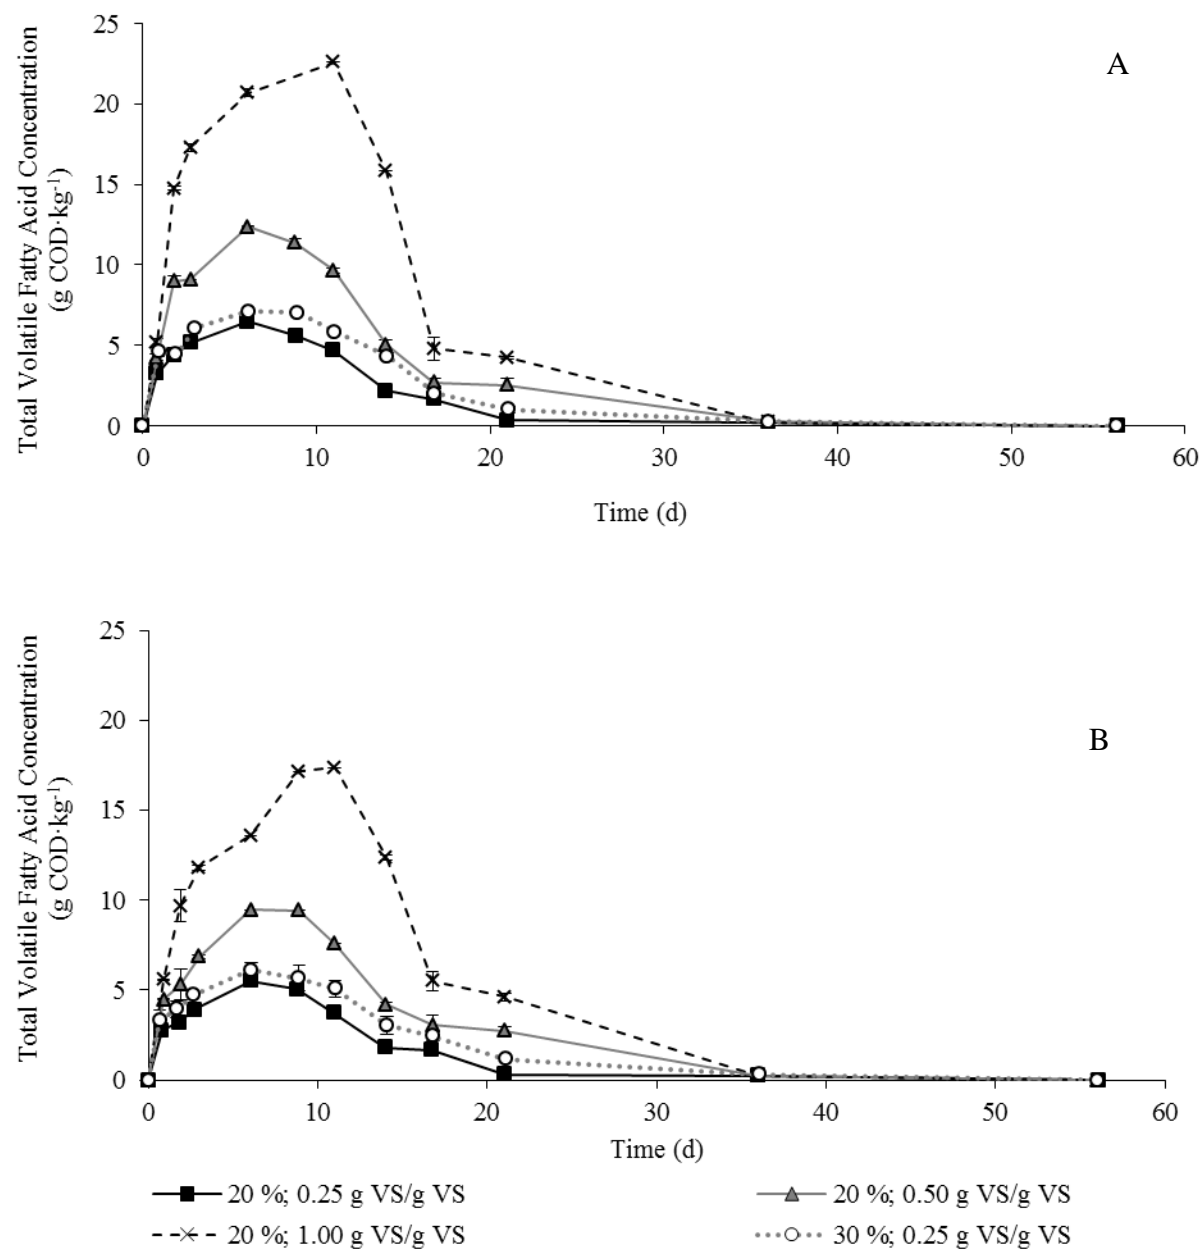 Total Volatile Fatty Acid Concentration
(g COD·kg-1)
25
20
15
10
5
0
A
0 10 20 30 40 50 60
Time (d)
Total Volatile Fatty Acid Concentration
(g COD·kg-1)
25
20
15
10
5
0
B
0 10 20 30 40 50 60
Time (d)
20 %; 0.25 g VS/g VS
20 %; 0.50 g VS/g VS
20 %; 1.00 g VS/g VS
30 %; 0.25 g VS/g VS